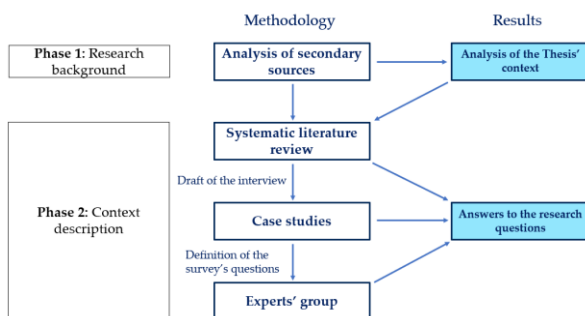 Methodology
Results
Phase 1: Research
background
Analysis of secondary
sources
Analysis of the Thesis'
context
Systematic literature
review
Draft of the interview
Phase 2: Context
description
Case studies
Answers to the research
questions
Definition of the
survey's questions
Experts' group